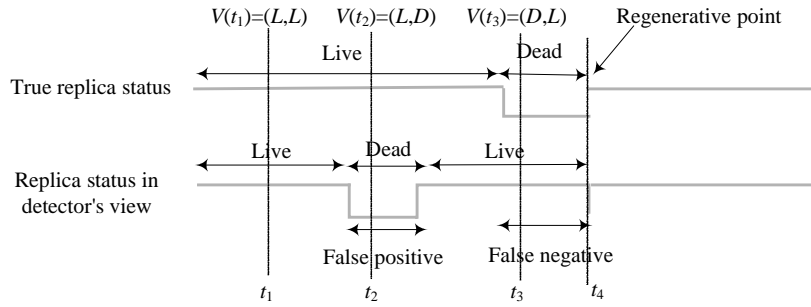 V(t1)=(L,L) V(t2)=(L,D) V(t3)=(D,L) Regenerative point
Live Dead
True replica status
Live Dead Live
Replica status in
detector's view
False positive False negative
t1 t2 t3 t4